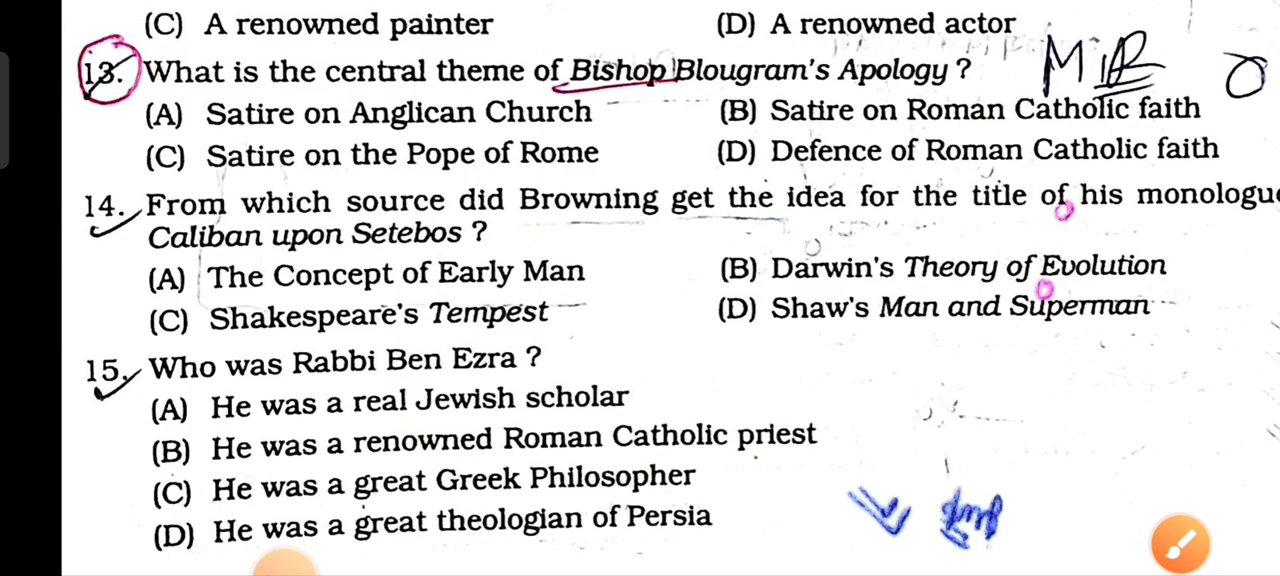 (C) A renowned painter (D) A renowned actor
13. What is the central theme of Bishop Blougram's Apology ?
(A) Satire on Anglican Church (B) Satire on Roman Catholic faith
(C) Satire on the Pope of Rome (D) Defence of Roman Catholic faith
14. From which source did Browning get the idea for the title of his monologue
Caliban upon Setebos ?
(A) The Concept of Early Man (B) Darwin's Theory of Evolution
(C) Shakespeare's Tempest (D) Shaw's Man and Superman
15. Who was Rabbi Ben Ezra ?
(A) He was a real Jewish scholar
(B) He was a renowned Roman Catholic priest
(C) He was a great Greek Philosopher
(D) He was a great theologian of Persia